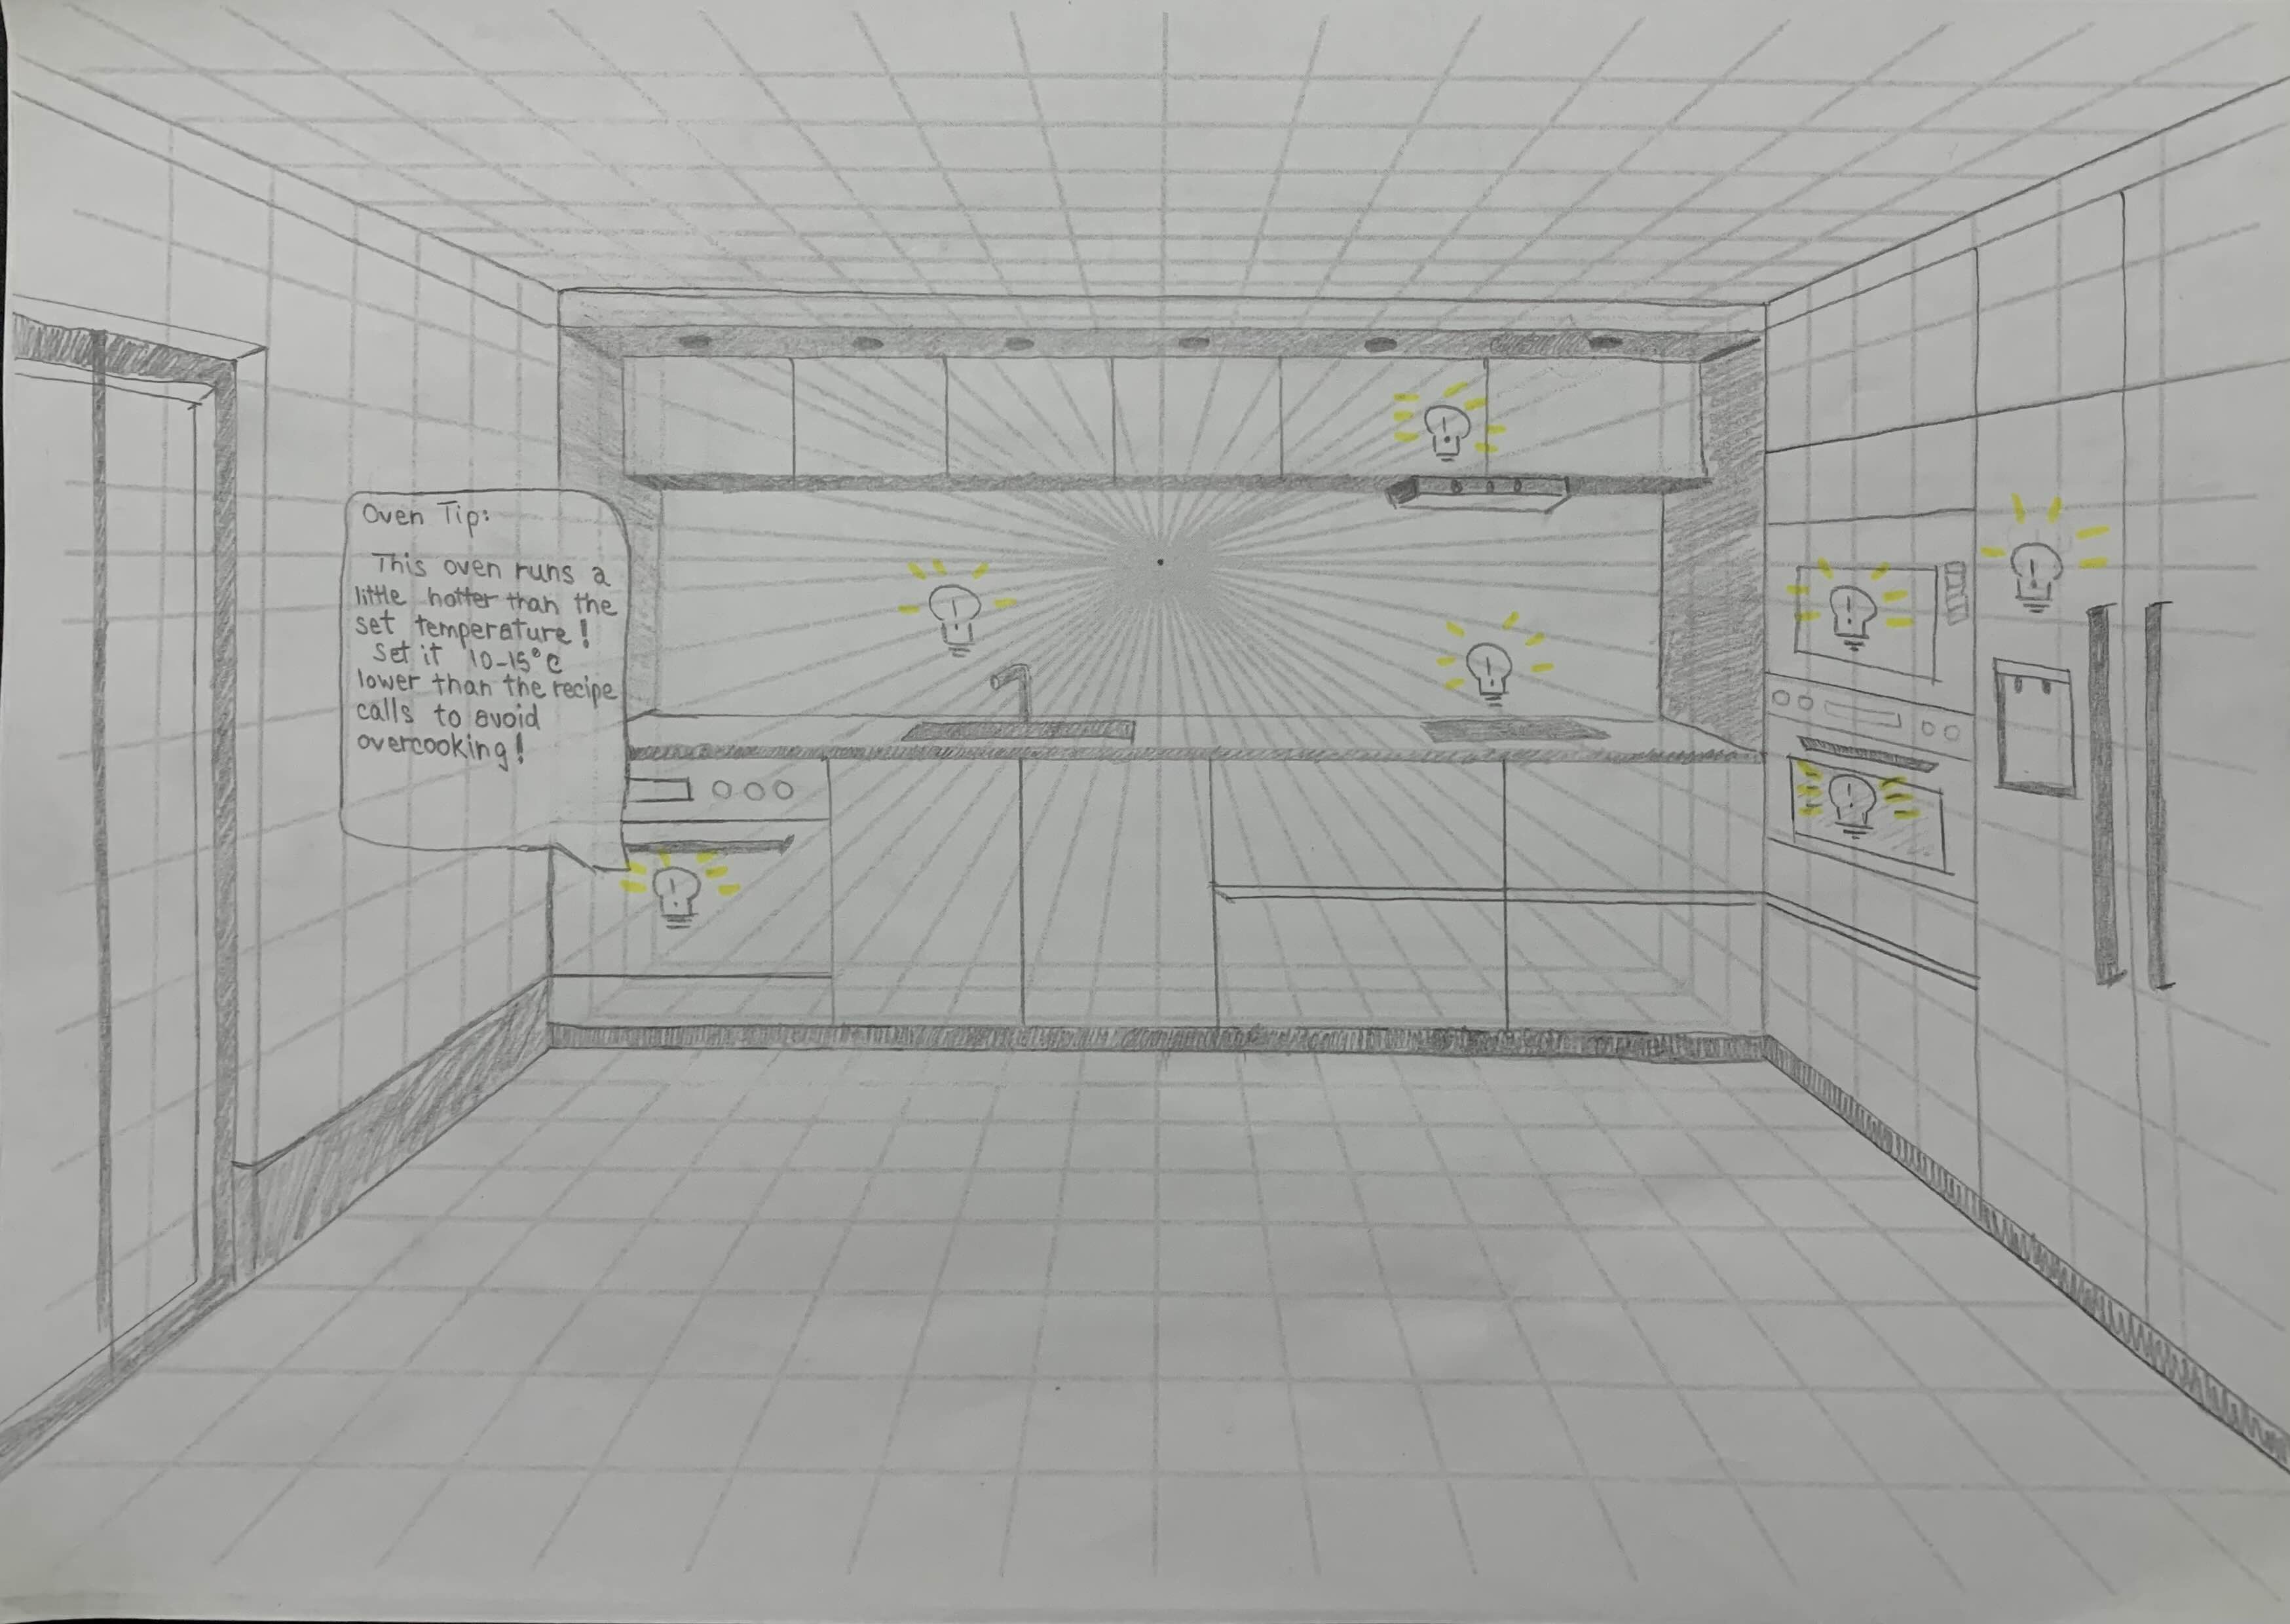 Oven Tip:
This oven runs a
little hotter than the
set temperature!
Set it 10-15°C
lower than the recipe
calls to avoid
overcooking!